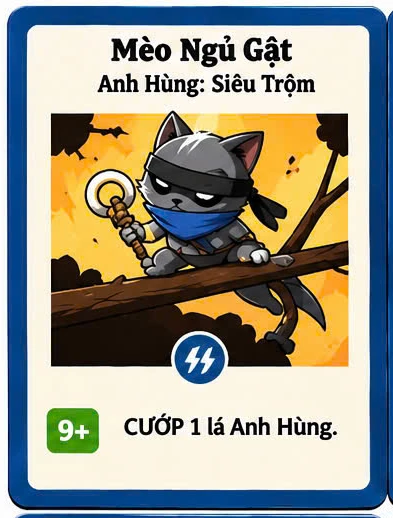 Mèo Ngủ Gật
Anh Hùng: Siêu Trộm
9+
CƯỚP 1 lá Anh Hùng.